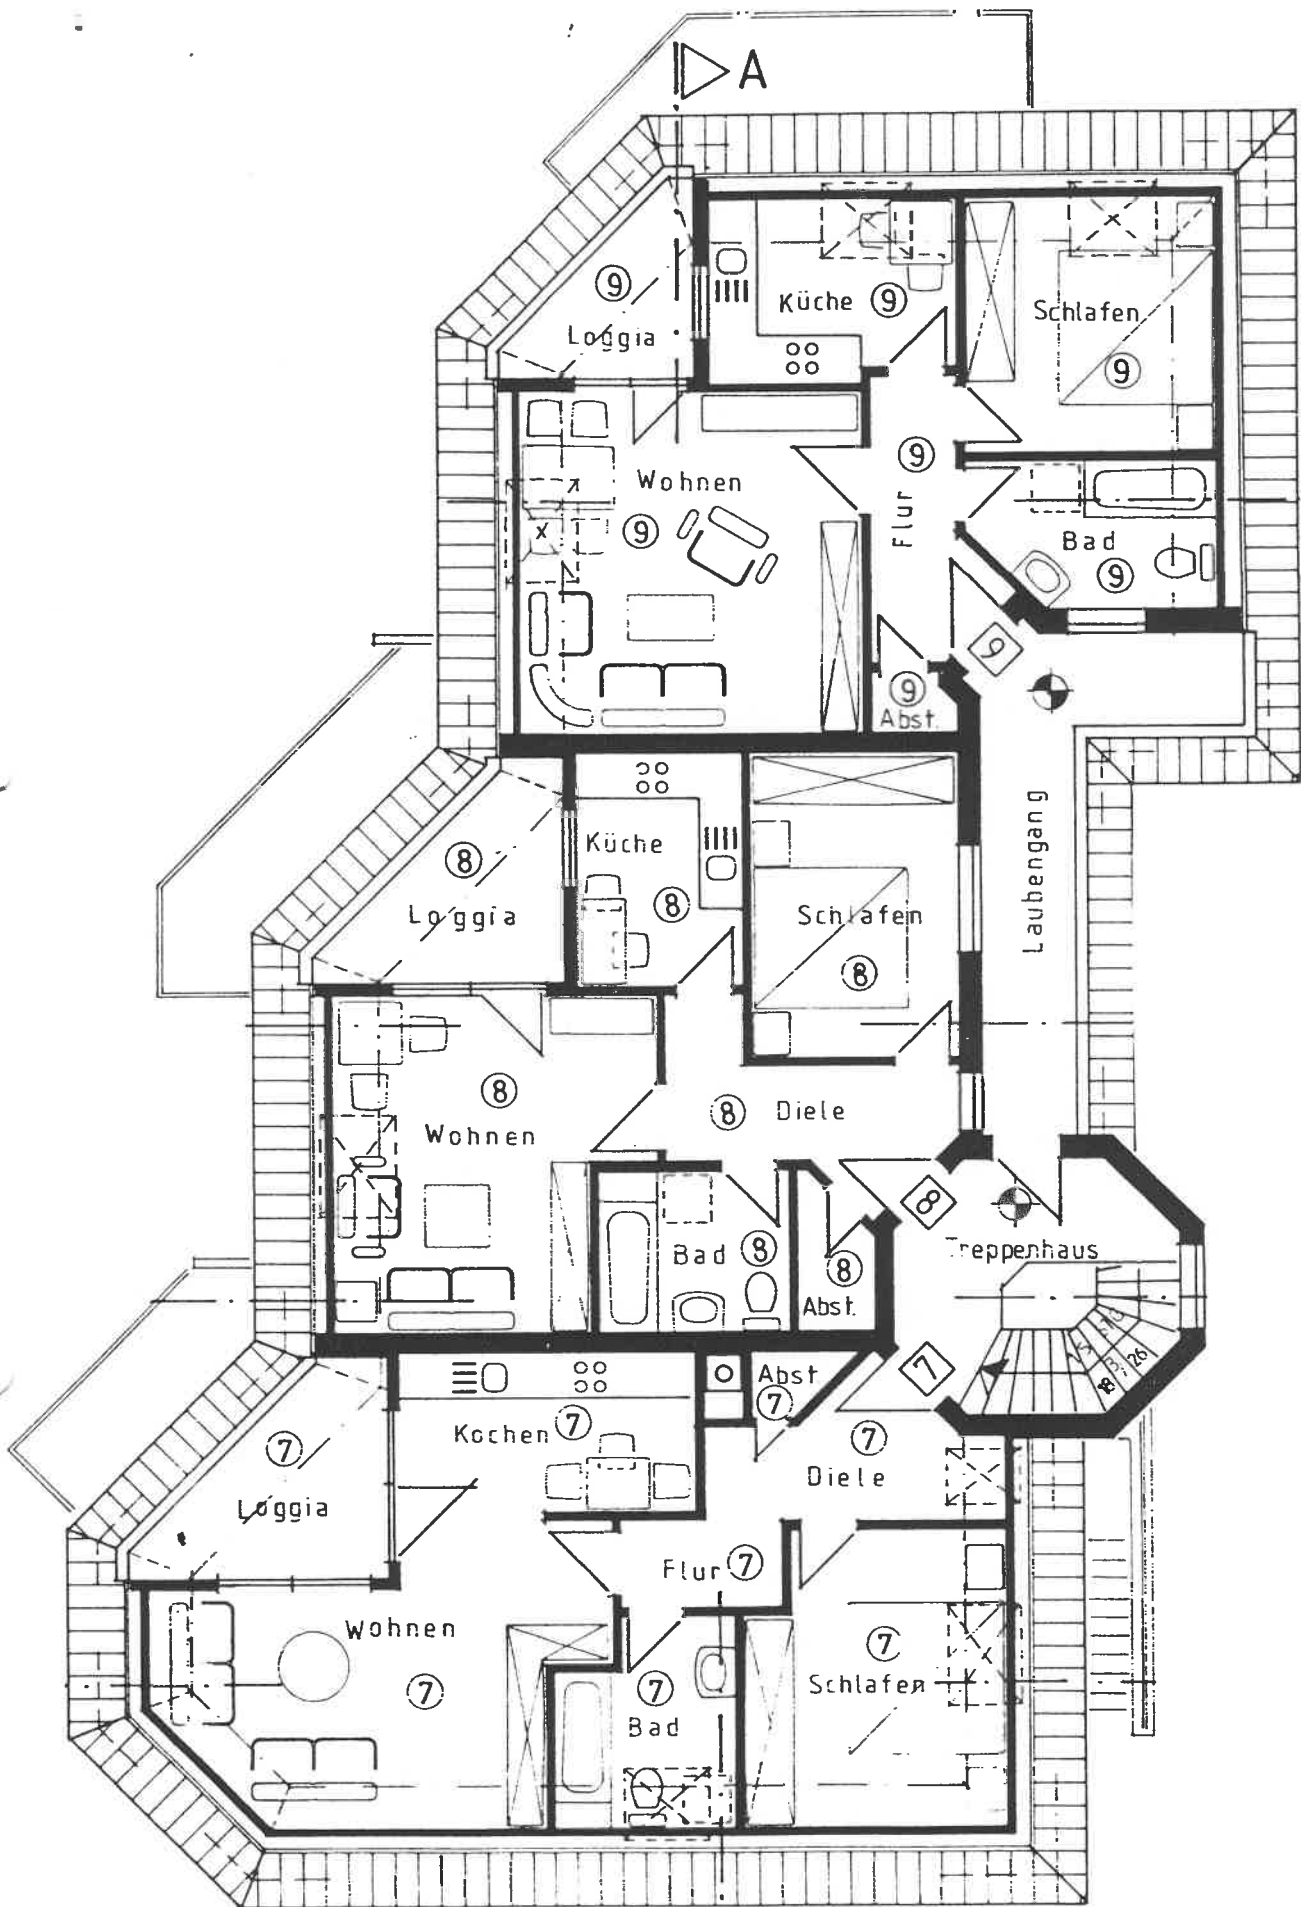 A
9
Loggia
Küche 9
Schlafen
9
Wohnen
9
9
Flur
Bad
9
9
9
Abst.
Laubengang
8
Loggia
Küche
8
Schlafen
8
8
Wohnen
8 Diele
8
Bad 8
8
Abst.
Treppenhaus
7
Abst
7
Kochen 7
7
Loggia
7
Diele
18
26
Flur 7
Wohnen
7
7
Schlafen
7
Bad